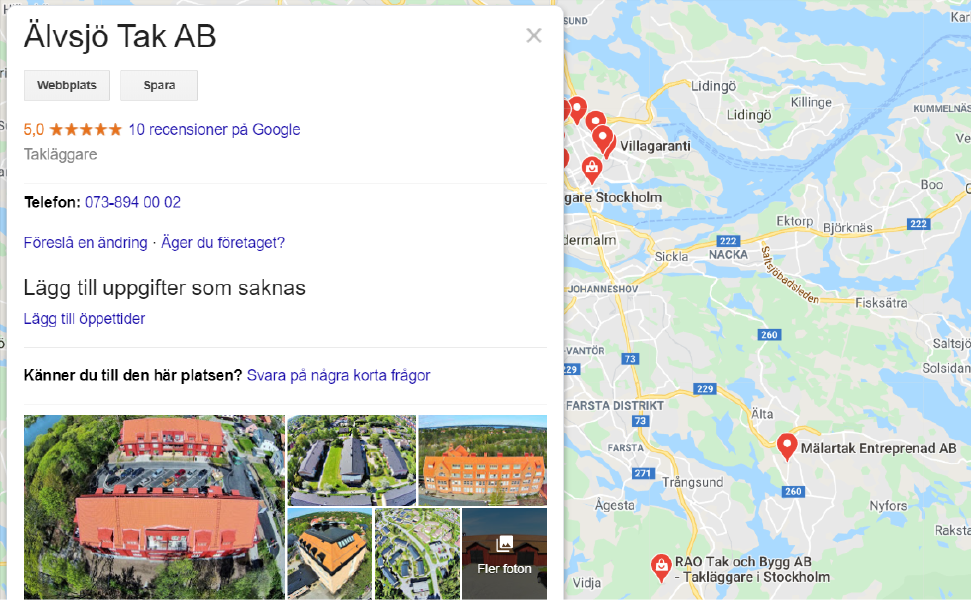 Älvsjö Tak AB
Webbplats
Spara
5,0 ★★★★★ 10 recensioner på Google
Takläggare
Telefon: 073-694 00 02
Föreslå en ändring · Äger du företaget?
Lägg till uppgifter som saknas
Lägg till öppettider
Känner du till den här platsen? Svara på några korta frågor
Fler foton
SUND
Lidingö
Lidingö
Killinge
KUMMELNÄS
Villagaranti
gare Stockholm
Boo
Ektorp
Björknäs
222
222
dermalm
Sickla
NACKA
Saltsjöbadsleden
JOHANNESHOV
Fisksätra
260
Saltsjö
Solsidan
-VANTÖR
73
229
229
FARSTA DISTRIKT
73
Älta
FARSTA
Mälartak Entreprenad AB
271
Trångsund
260
Ågesta
Nyfors
Raksta
RAO Tak och Bygg AB
- Takläggare i Stockholm
Vidja